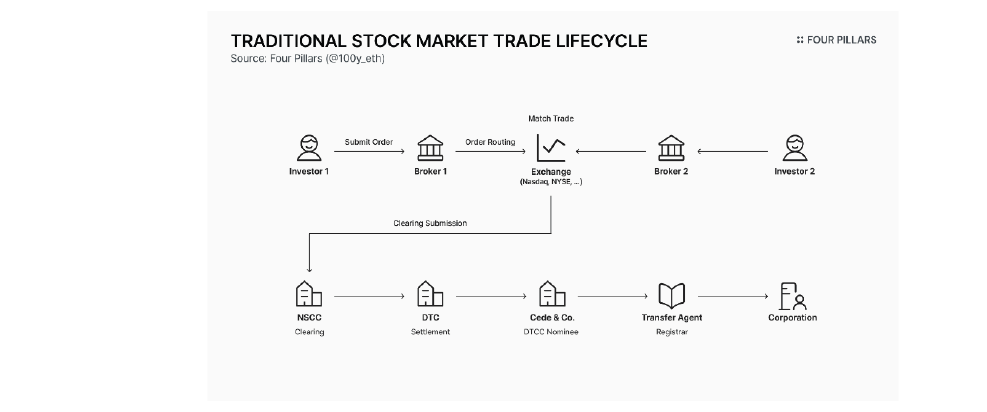 TRADITIONAL STOCK MARKET TRADE LIFECYCLE
FOUR PILLARS
Source: Four Pillars (@100y_eth)
Match Trade
Submit Order
Order Routing
Investor 1
Broker 1
Exchange
(Nasdaq, NYSE, ...)
Broker 2
Investor 2
Clearing Submission
NSCC
Clearing
DTC
Settlement
Cede & Co.
DTCC Nominee
Transfer Agent
Registrar
Corporation